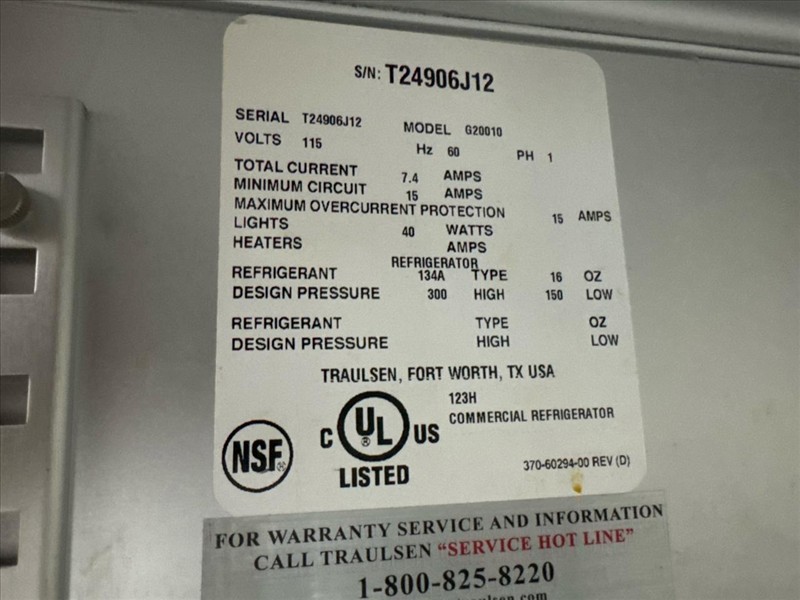 S/N: T24906J12
SERIAL T24906J12 MODEL G20010
VOLTS 115 Hz 60 PH 1
TOTAL CURRENT 7.4 AMPS
MINIMUM CIRCUIT 15 AMPS
MAXIMUM OVERCURRENT PROTECTION 15 AMPS
LIGHTS 40 WATTS
HEATERS AMPS
REFRIGERATOR
REFRIGERANT 134A TYPE 16 OZ
DESIGN PRESSURE 300 HIGH 150 LOW
REFRIGERANT TYPE OZ
DESIGN PRESSURE HIGH LOW
TRAULSEN, FORT WORTH, TX USA
123H
COMMERCIAL REFRIGERATOR
NSF®
C UL® US
LISTED
370-60294-00 REV (D)
FOR WARRANTY SERVICE AND INFORMATION
CALL TRAULSEN "SERVICE HOT LINE"
1-800-825-8220